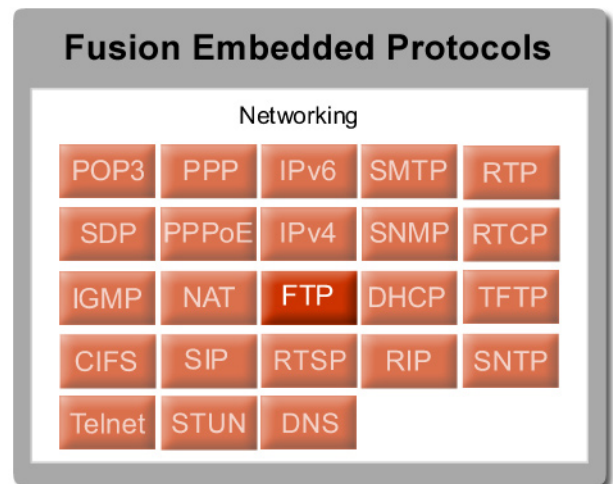 Fusion Embedded Protocols
Networking
POP3 PPP IPv6 SMTP RTP
SDP PPPoE IPv4 SNMP RTCP
IGMP NAT FTP DHCP TFTP
CIFS SIP RTSP RIP SNTP
Telnet STUN DNS